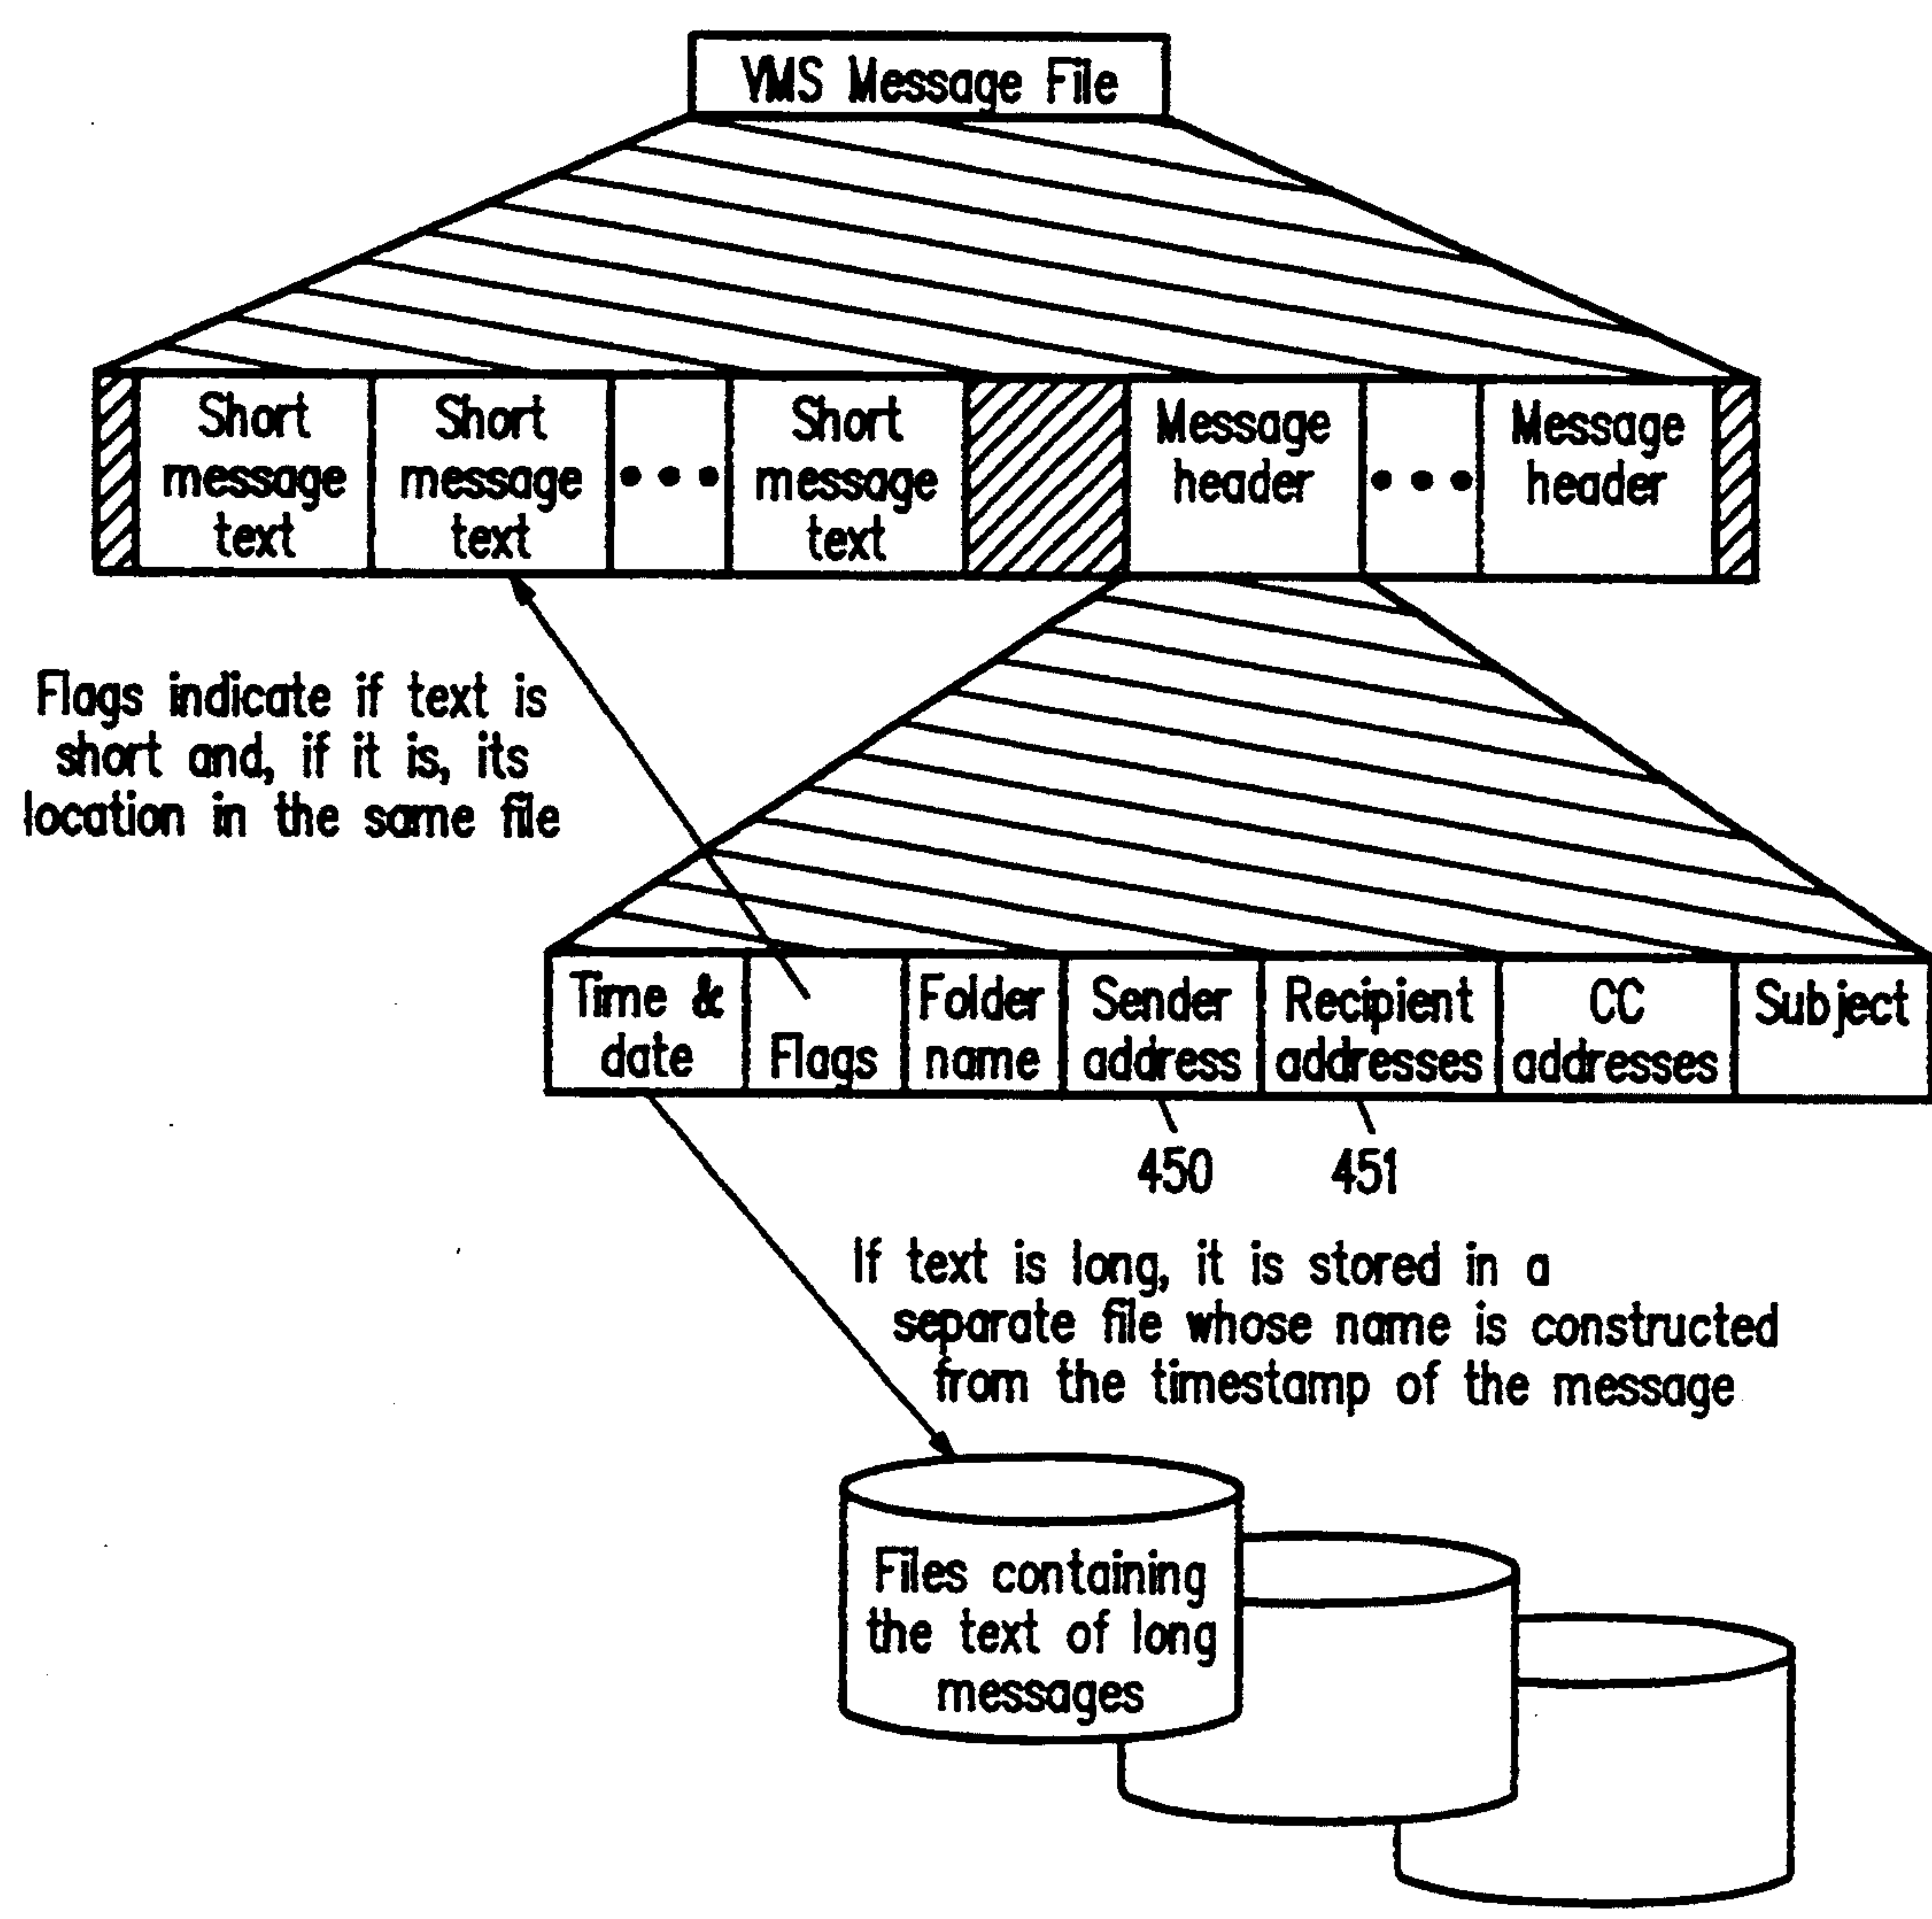 VMS Message File
Short
message
text
Short
message
text
•••
Short
message
text
Message
header
•••
Message
header
Flags indicate if text is
short and, if it is, its
location in the same file
Time &
date
Flags
Folder
name
Sender
address
Recipient
addresses
CC
addresses
Subject
450
451
If text is long, it is stored in a
separate file whose name is constructed
from the timestamp of the message
Files containing
the text of long
messages